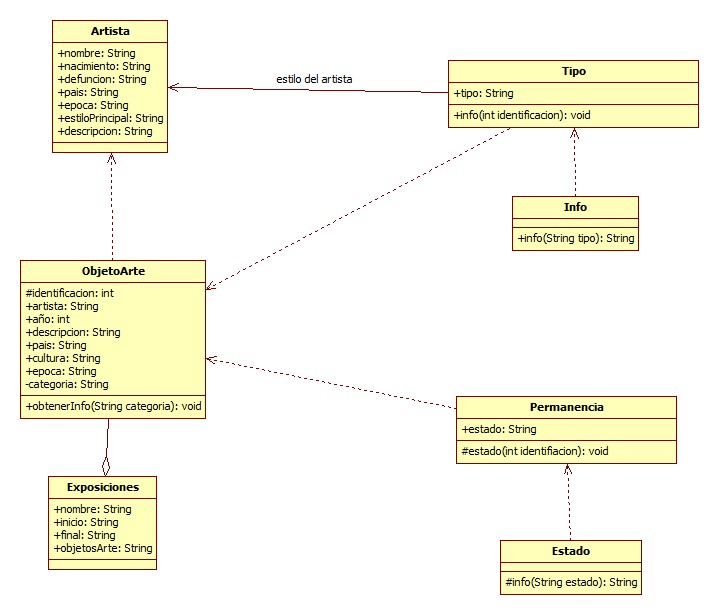 Artista
+nombre: String
+nacimiento: String
+defuncion: String
+pais: String
+epoca: String
+estiloPrincipal: String
+descripcion: String
estilo del artista
Tipo
+tipo: String
+info(int identificacion): void
Info
+info(String tipo): String
ObjetoArte
#identificacion: int
+artista: String
+año: int
+descripcion: String
+pais: String
+cultura: String
+epoca: String
-categoria: String
+obtenerInfo(String categoria): void
Permanencia
+estado: String
#estado(int identifiacion): void
Exposiciones
+nombre: String
+inicio: String
+final: String
+objetosArte: String
Estado
#info(String estado): String